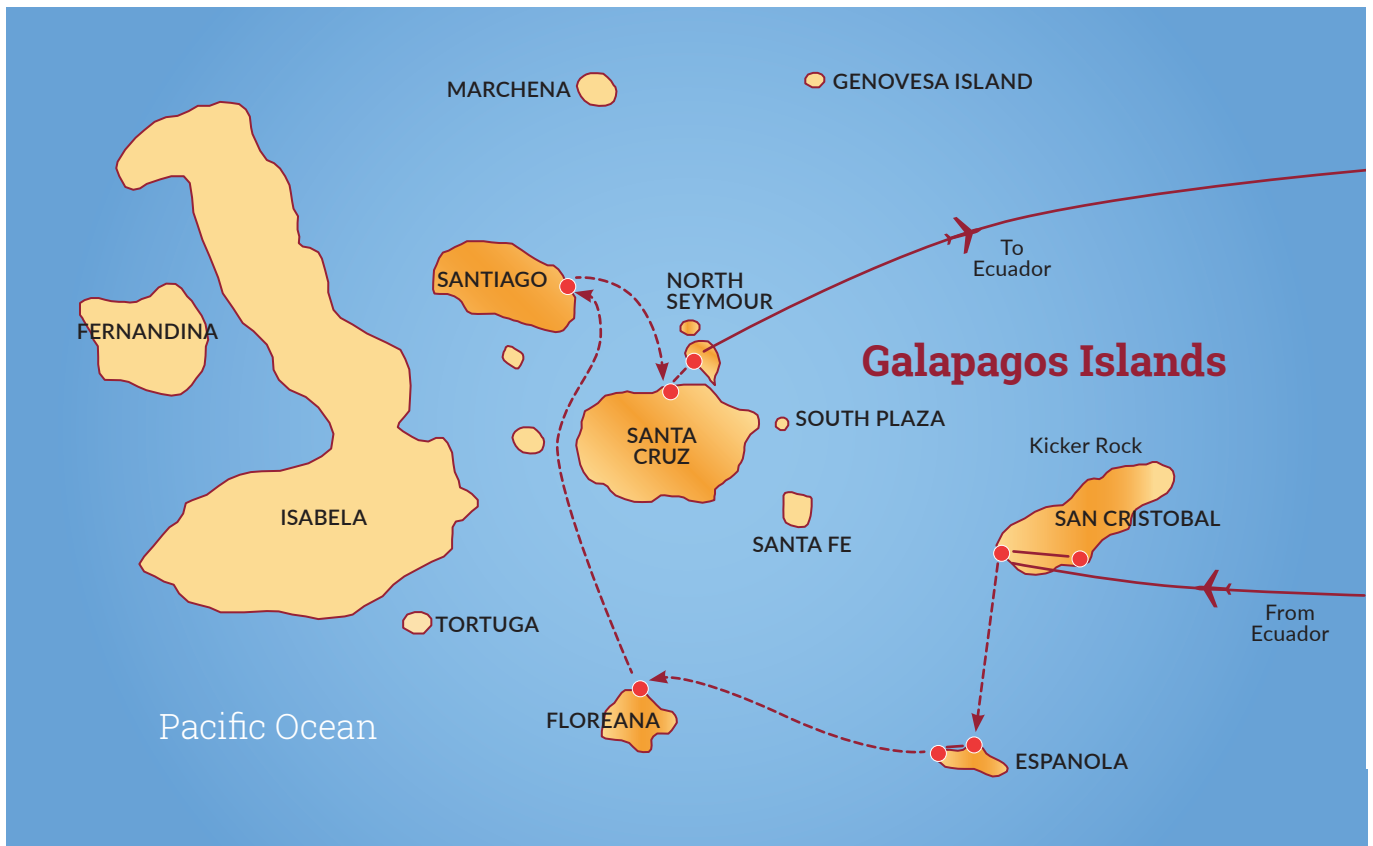 MARCHENA
GENOVESA ISLAND
To
Ecuador
SANTIAGO
NORTH
SEYMOUR
FERNANDINA
Galapagos Islands
SOUTH PLAZA
SANTA
CRUZ
Kicker Rock
ISABELA
SAN CRISTOBAL
SANTA FE
From
Ecuador
TORTUGA
Pacific Ocean
FLOREANA
ESPANOLA